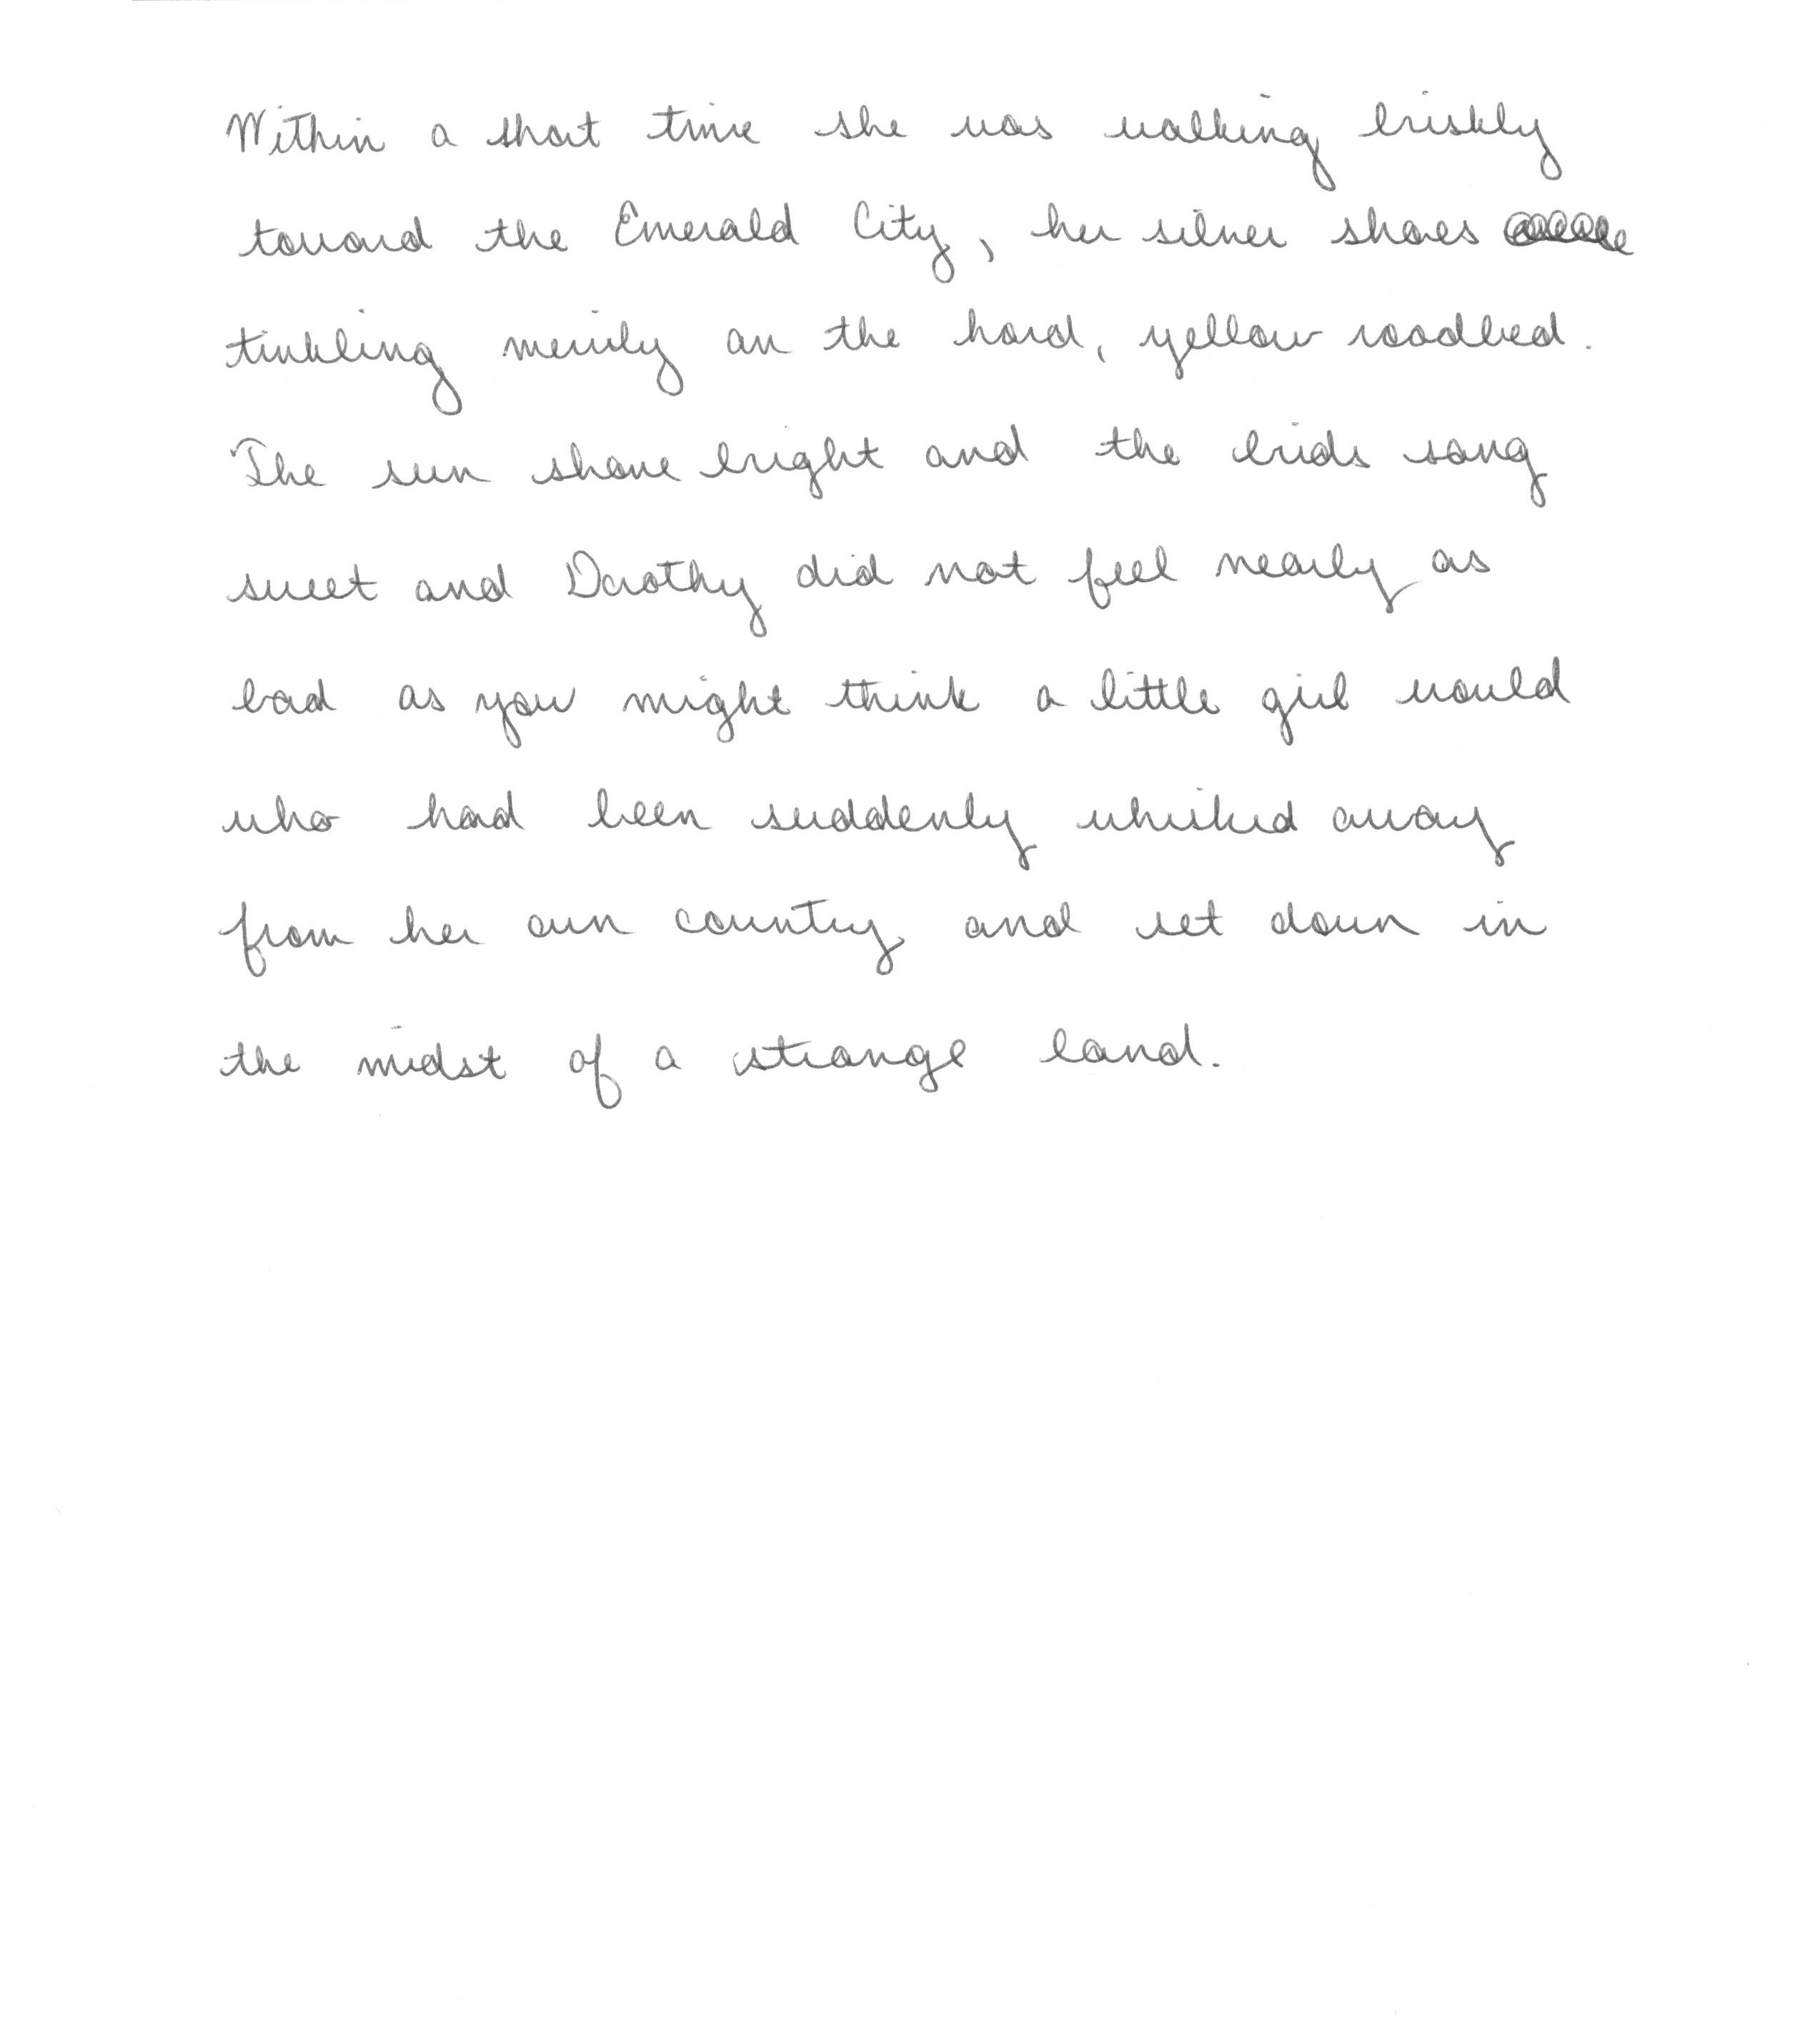 Within a short time she was walking briskly
toward the Emerald City, her silver shoes
tinkling merrily on the hard, yellow roadbed.
The sun shone bright and the birds sang
sweet and Dorothy did not feel nearly as
bad as you might think a little girl would
who had been suddenly whisked away
from her own country and set down in
the midst of a strange land.